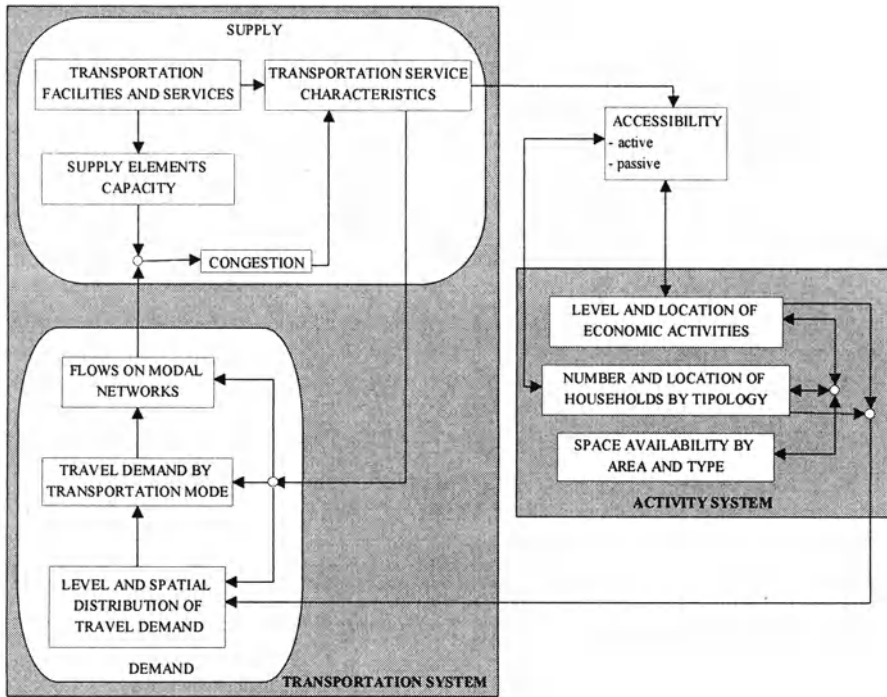 SUPPLY
TRANSPORTATION
FACILITIES AND SERVICES
TRANSPORTATION SERVICE
CHARACTERISTICS
SUPPLY ELEMENTS
CAPACITY
CONGESTION
ACCESSIBILITY
- active
- passive
LEVEL AND LOCATION OF
ECONOMIC ACTIVITIES
NUMBER AND LOCATION OF
HOUSEHOLDS BY TIPOLOGY
SPACE AVAILABILITY BY
AREA AND TYPE
ACTIVITY SYSTEM
FLOWS ON MODAL
NETWORKS
TRAVEL DEMAND BY
TRANSPORTATION MODE
LEVEL AND SPATIAL
DISTRIBUTION OF
TRAVEL DEMAND
DEMAND
TRANSPORTATION SYSTEM